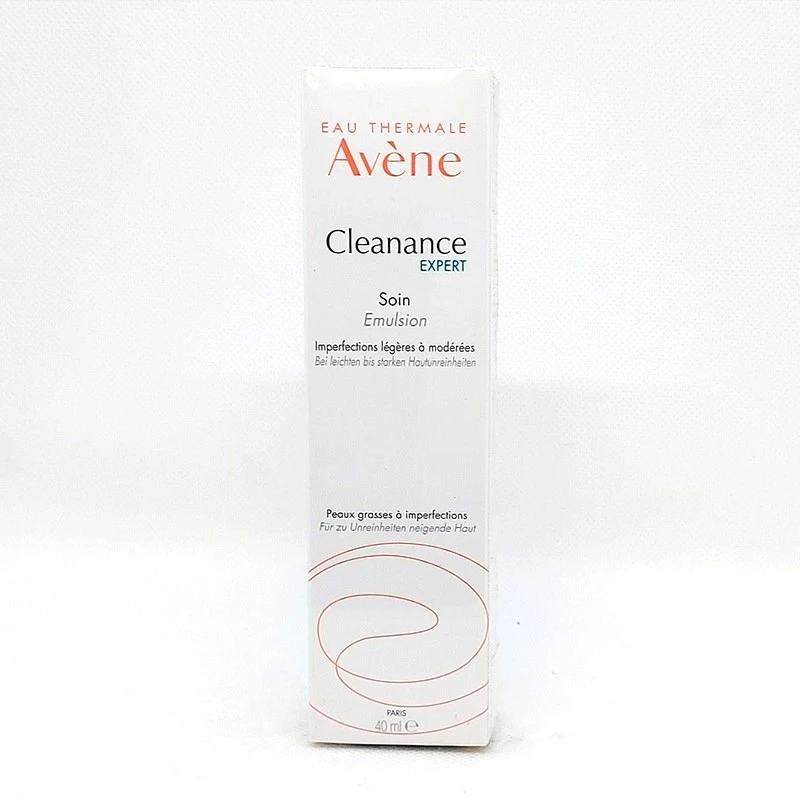 EAU THERMALE
Avène
Cleanance
EXPERT
Soin
Emulsion
Imperfections légères à modérées
Bei leichten bis starken Hautunreinheiten
Peaux grasses à imperfections
Für zu Unreinheiten neigende Haut
PARIS
40 ml ℮